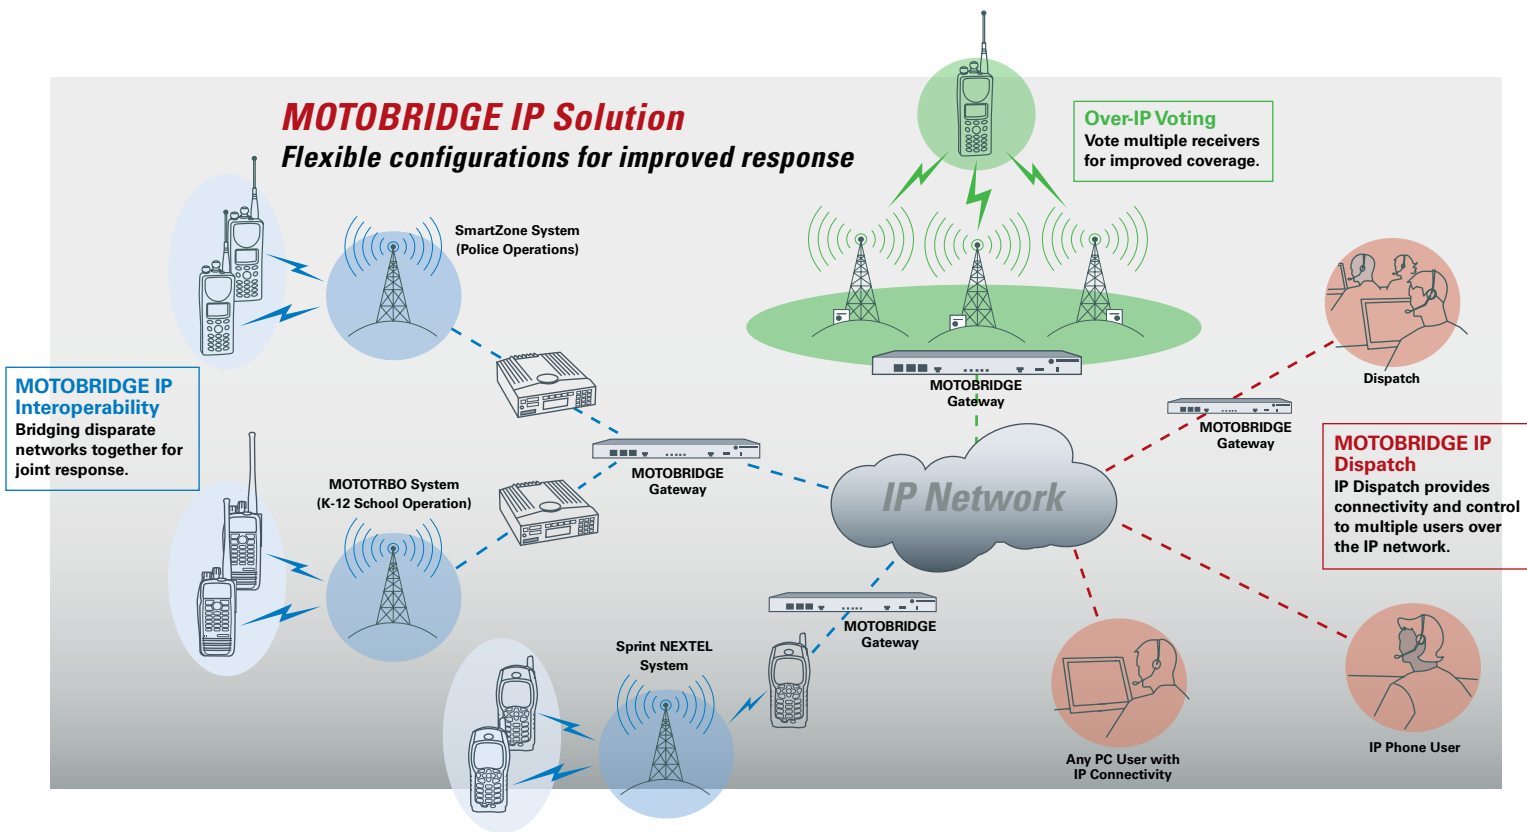 MOTOBRIDGE IP Solution
Flexible configurations for improved response
Over-IP Voting
Vote multiple receivers
for improved coverage.
SmartZone System
(Police Operations)
MOTOBRIDGE IP
Interoperability
Bridging disparate
networks together for
joint response.
MOTOBRIDGE
Gateway
Dispatch
MOTOBRIDGE
Gateway
MOTOBRIDGE IP
Dispatch
IP Dispatch provides
connectivity and control
to multiple users over
the IP network.
MOTOBRIDGE
Gateway
MOTOTRBO System
(K-12 School Operation)
IP Network
MOTOBRIDGE
Gateway
Sprint NEXTEL
System
Any PC User with
IP Connectivity
IP Phone User